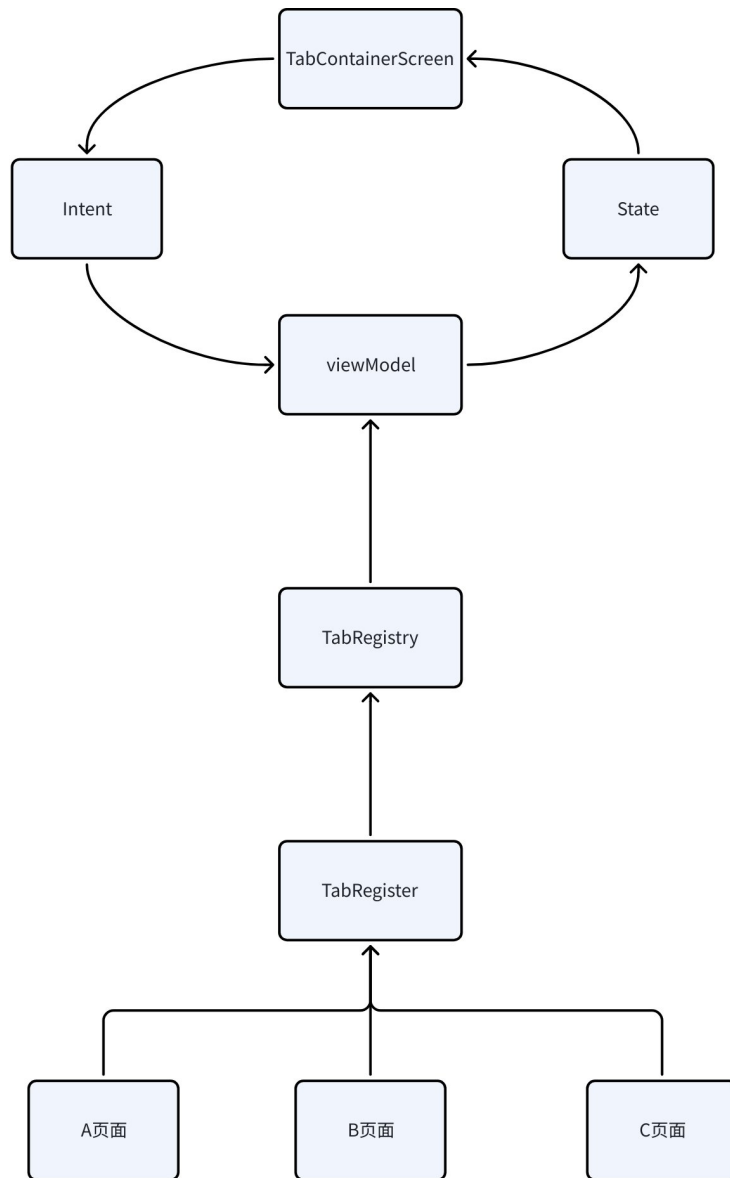 TabContainerScreen
Intent
State
viewModel
TabRegistry
TabRegister
A页面
B页面
C页面